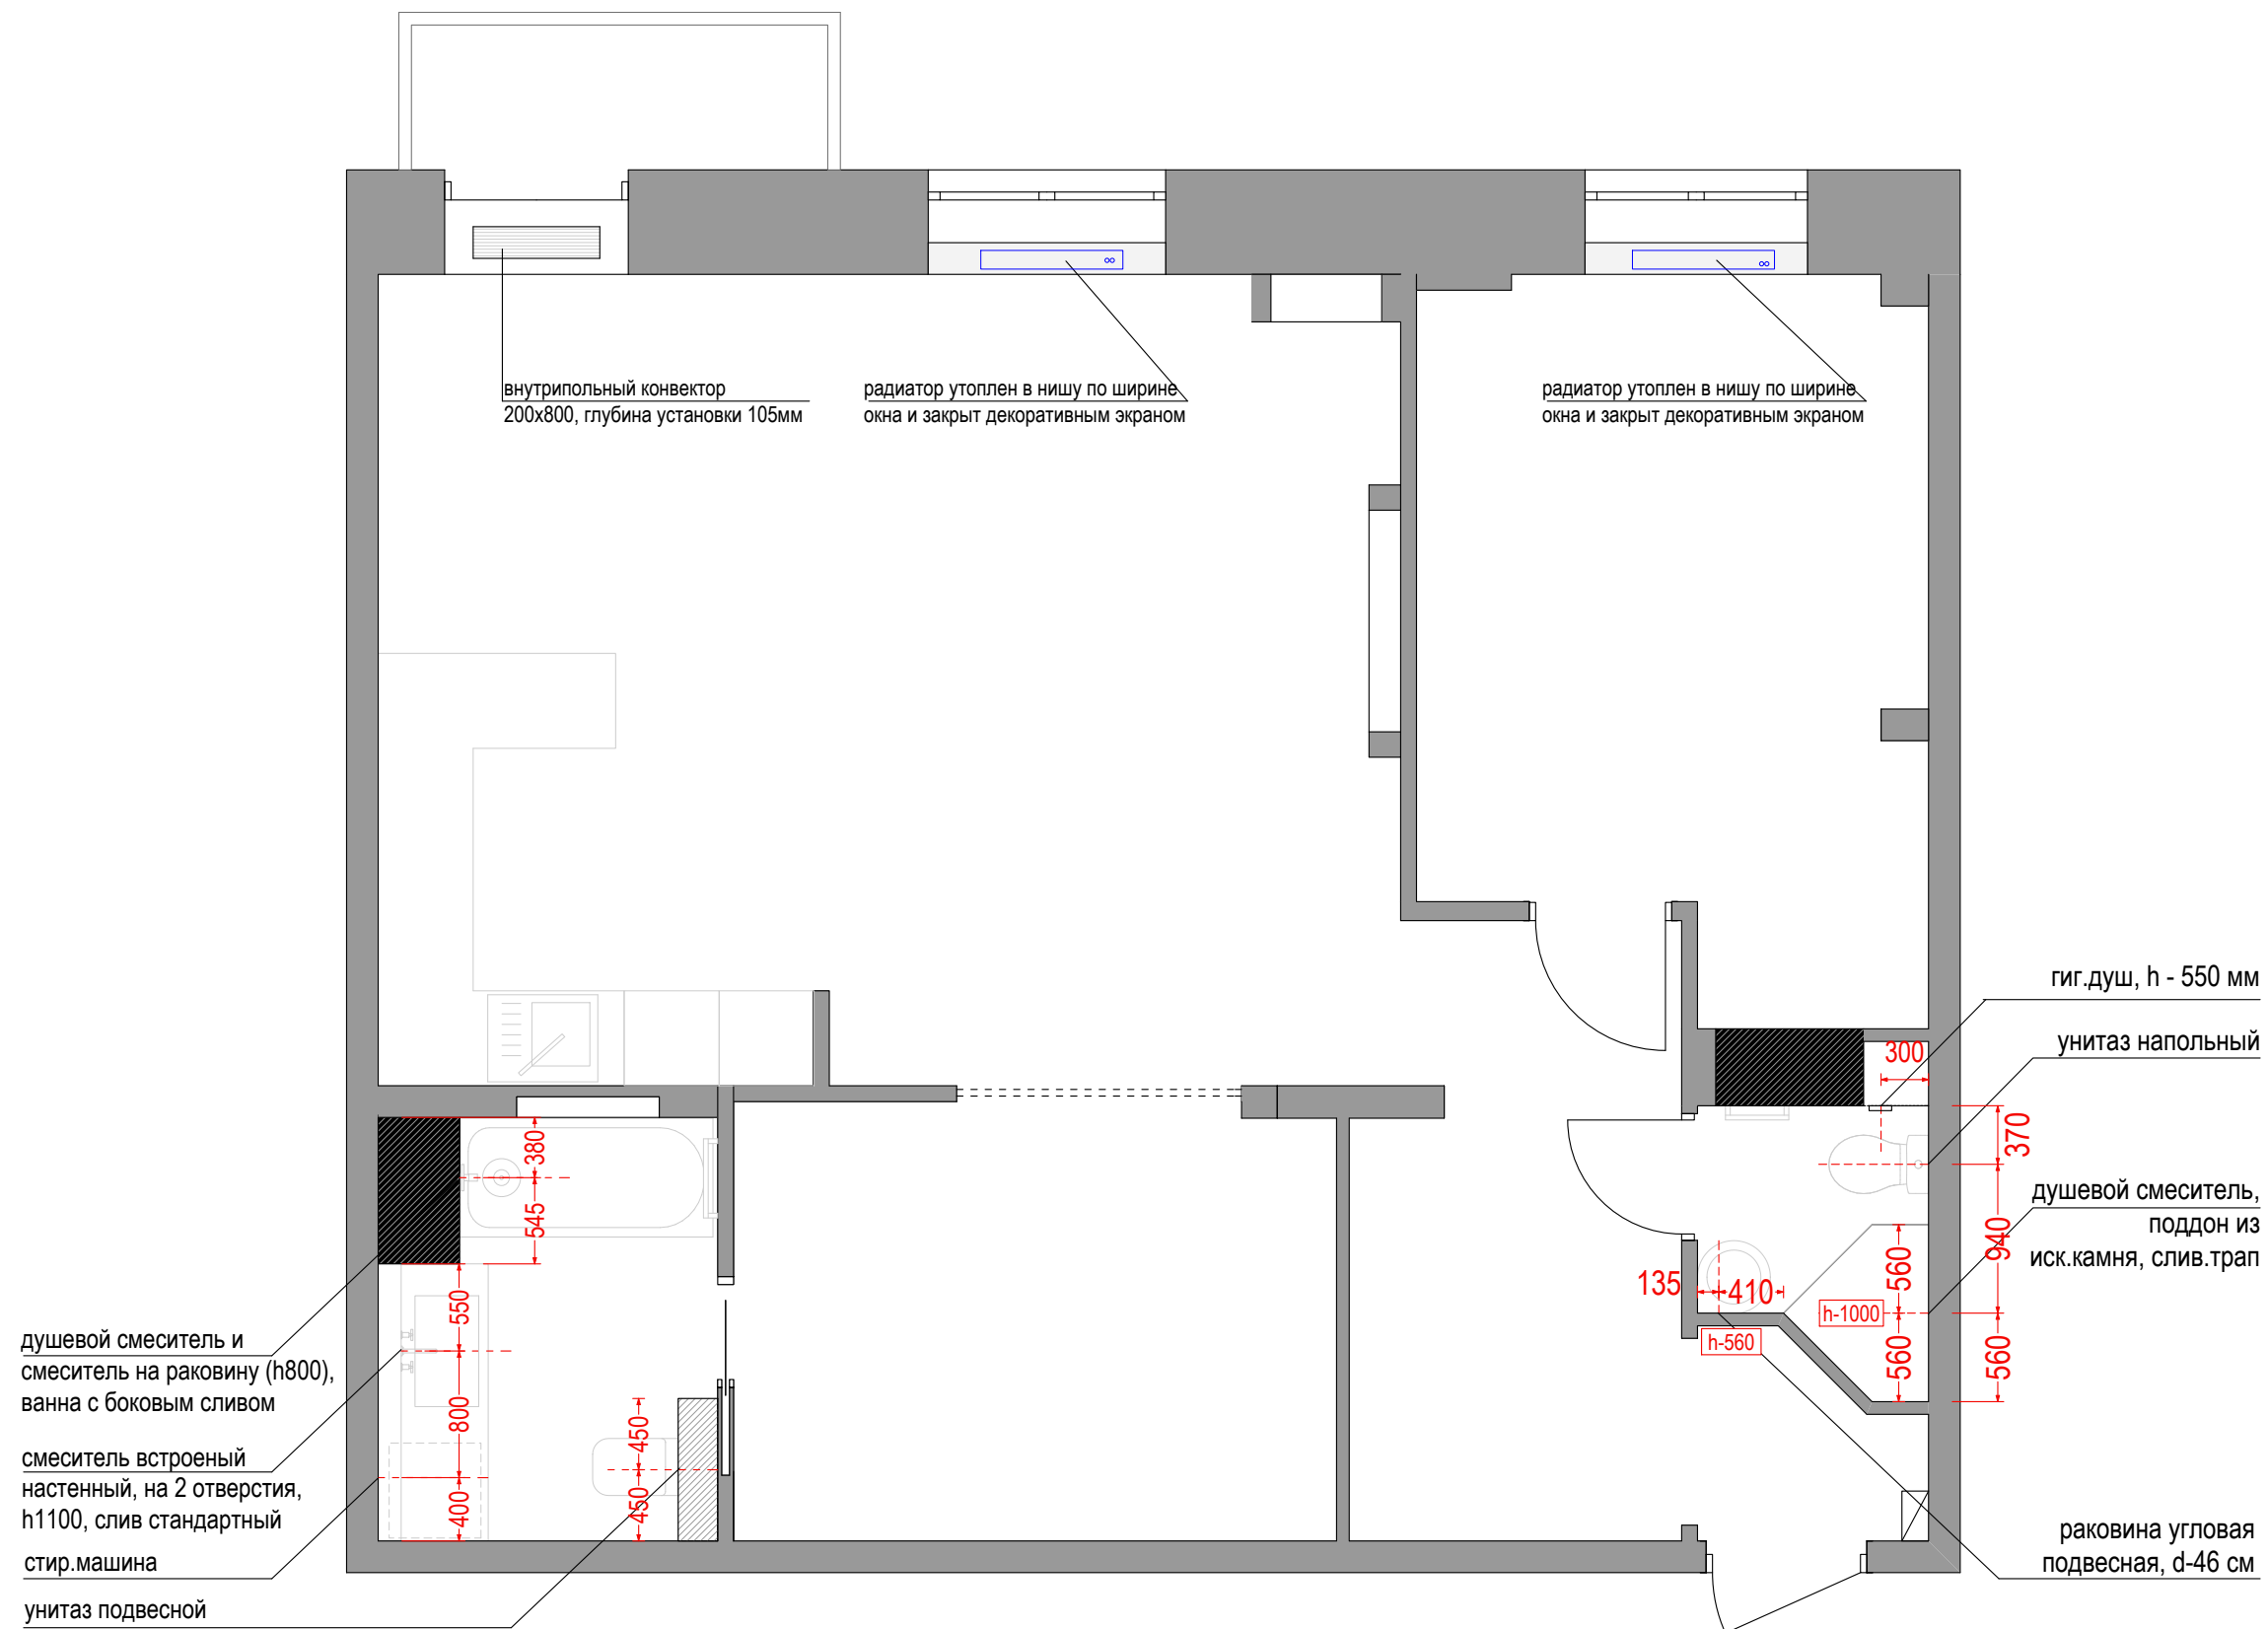 внутрипольный конвектор
200х800, глубина установки 105мм
радиатор утоплен в нишу по ширине
окна и закрыт декоративным экраном
радиатор утоплен в нишу по ширине
окна и закрыт декоративным экраном
гиг.душ, h - 550 мм
унитаз напольный
300
370
душевой смеситель,
поддон из
иск.камня, слив.трап
940
560
560
560
135
410
h-1000
h-560
раковина угловая
подвесная, d-46 см
380
545
550
800
400
450
450
душевой смеситель и
смеситель на раковину (h800),
ванна с боковым сливом
смеситель встроеный
настенный, на 2 отверстия,
h1100, слив стандартный
стир.машина
унитаз подвесной